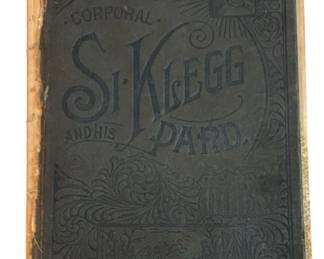 CORPORAL
SI·KLEGG
AND HIS
PARD.